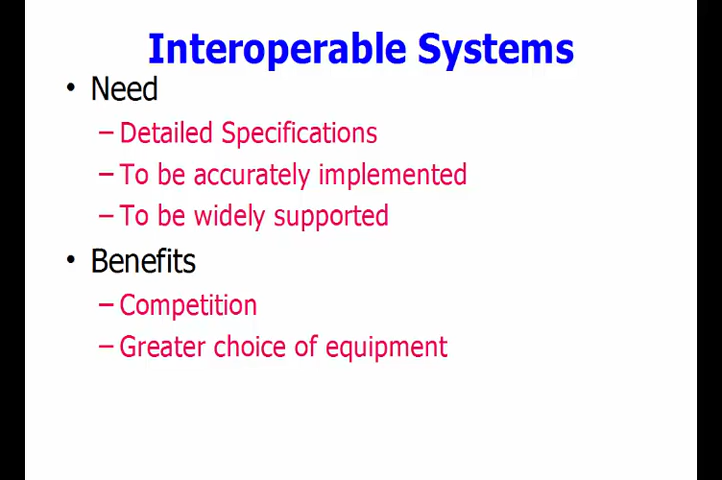 Interoperable Systems
• Need
– Detailed Specifications
– To be accurately implemented
– To be widely supported
• Benefits
– Competition
– Greater choice of equipment